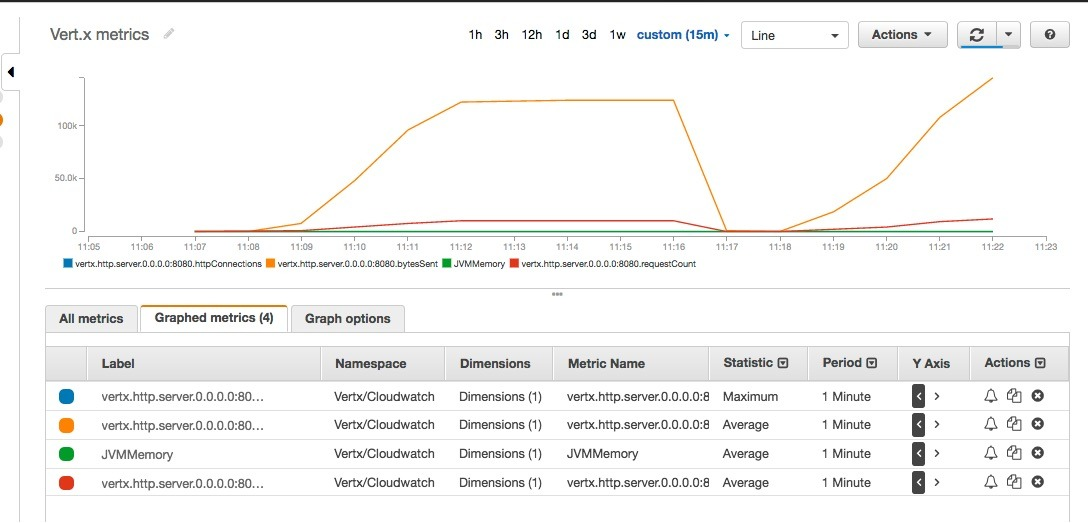 Vert.x metrics
1h 3h 12h 1d 3d 1w custom (15m) Line Actions
100k
50.0k
0
11:05 11:06 11:07 11:08 11:09 11:10 11:11 11:12 11:13 11:14 11:15 11:16 11:17 11:18 11:19 11:20 11:21 11:22 11:23
vertx.http.server.0.0.0.0:8080.httpConnections vertx.http.server.0.0.0.0:8080.bytesSent JVMMemory vertx.http.server.0.0.0.0:8080.requestCount
All metrics Graphed metrics (4) Graph options
Label Namespace Dimensions Metric Name Statistic Period Y Axis Actions
vertx.http.server.0.0.0.0:80... Vertx/Cloudwatch Dimensions (1) vertx.http.server.0.0.0.0:8 Maximum 1 Minute < >
vertx.http.server.0.0.0.0:80... Vertx/Cloudwatch Dimensions (1) vertx.http.server.0.0.0.0:8 Average 1 Minute < >
JVMMemory Vertx/Cloudwatch Dimensions (1) JVMMemory Average 1 Minute < >
vertx.http.server.0.0.0.0:80... Vertx/Cloudwatch Dimensions (1) vertx.http.server.0.0.0.0:8 Average 1 Minute < >